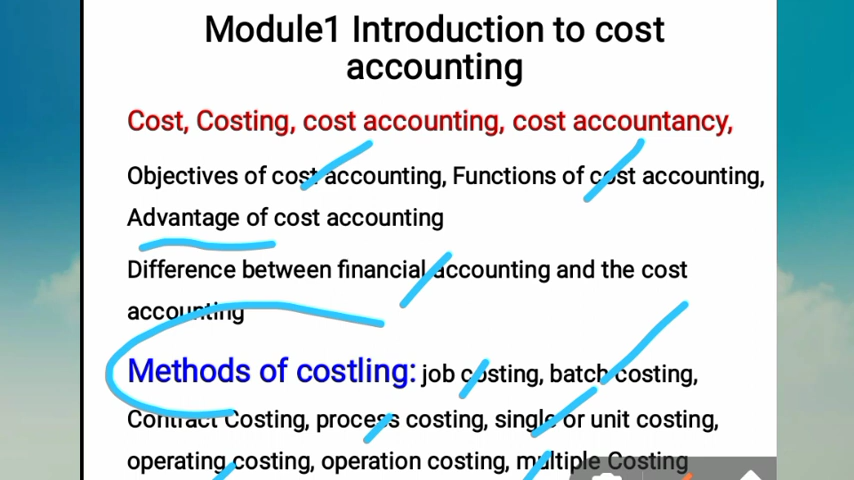 Module1 Introduction to cost
accounting
Cost, Costing, cost accounting, cost accountancy,
Objectives of cost accounting, Functions of cost accounting,
Advantage of cost accounting
Difference between financial accounting and the cost
accounting
Methods of costling: job costing, batch costing,
Contract Costing, process costing, single or unit costing,
operating costing, operation costing, multiple Costing